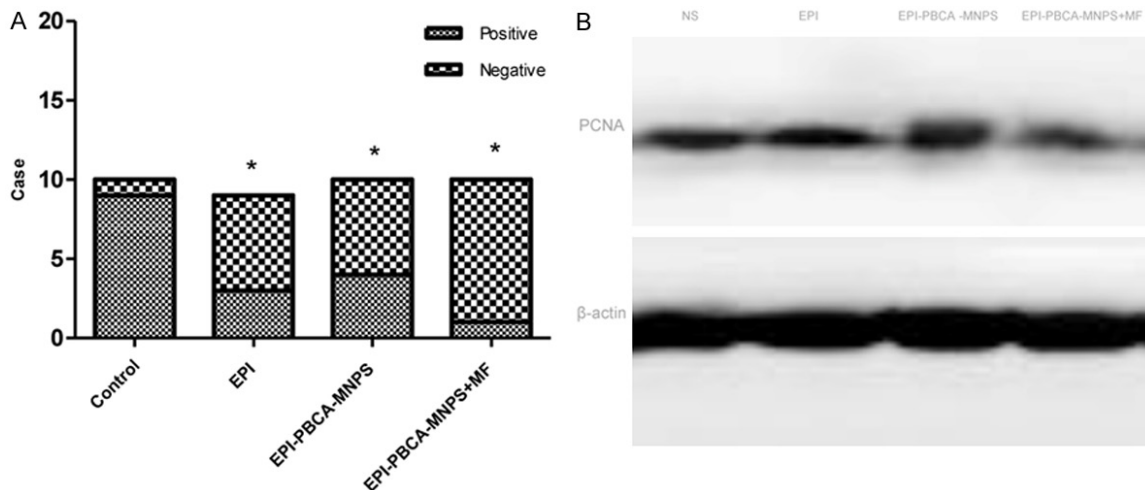 A
20
15
10
5
0
Case
Positive
Negative
*
*
*
Control
EPI
EPI-PBCA-MNPS
EPI-PBCA-MNPS+MF
B
NS EPI EPI-PBCA -MNPS EPI-PBCA-MNPS+MF
PCNA
β-actin